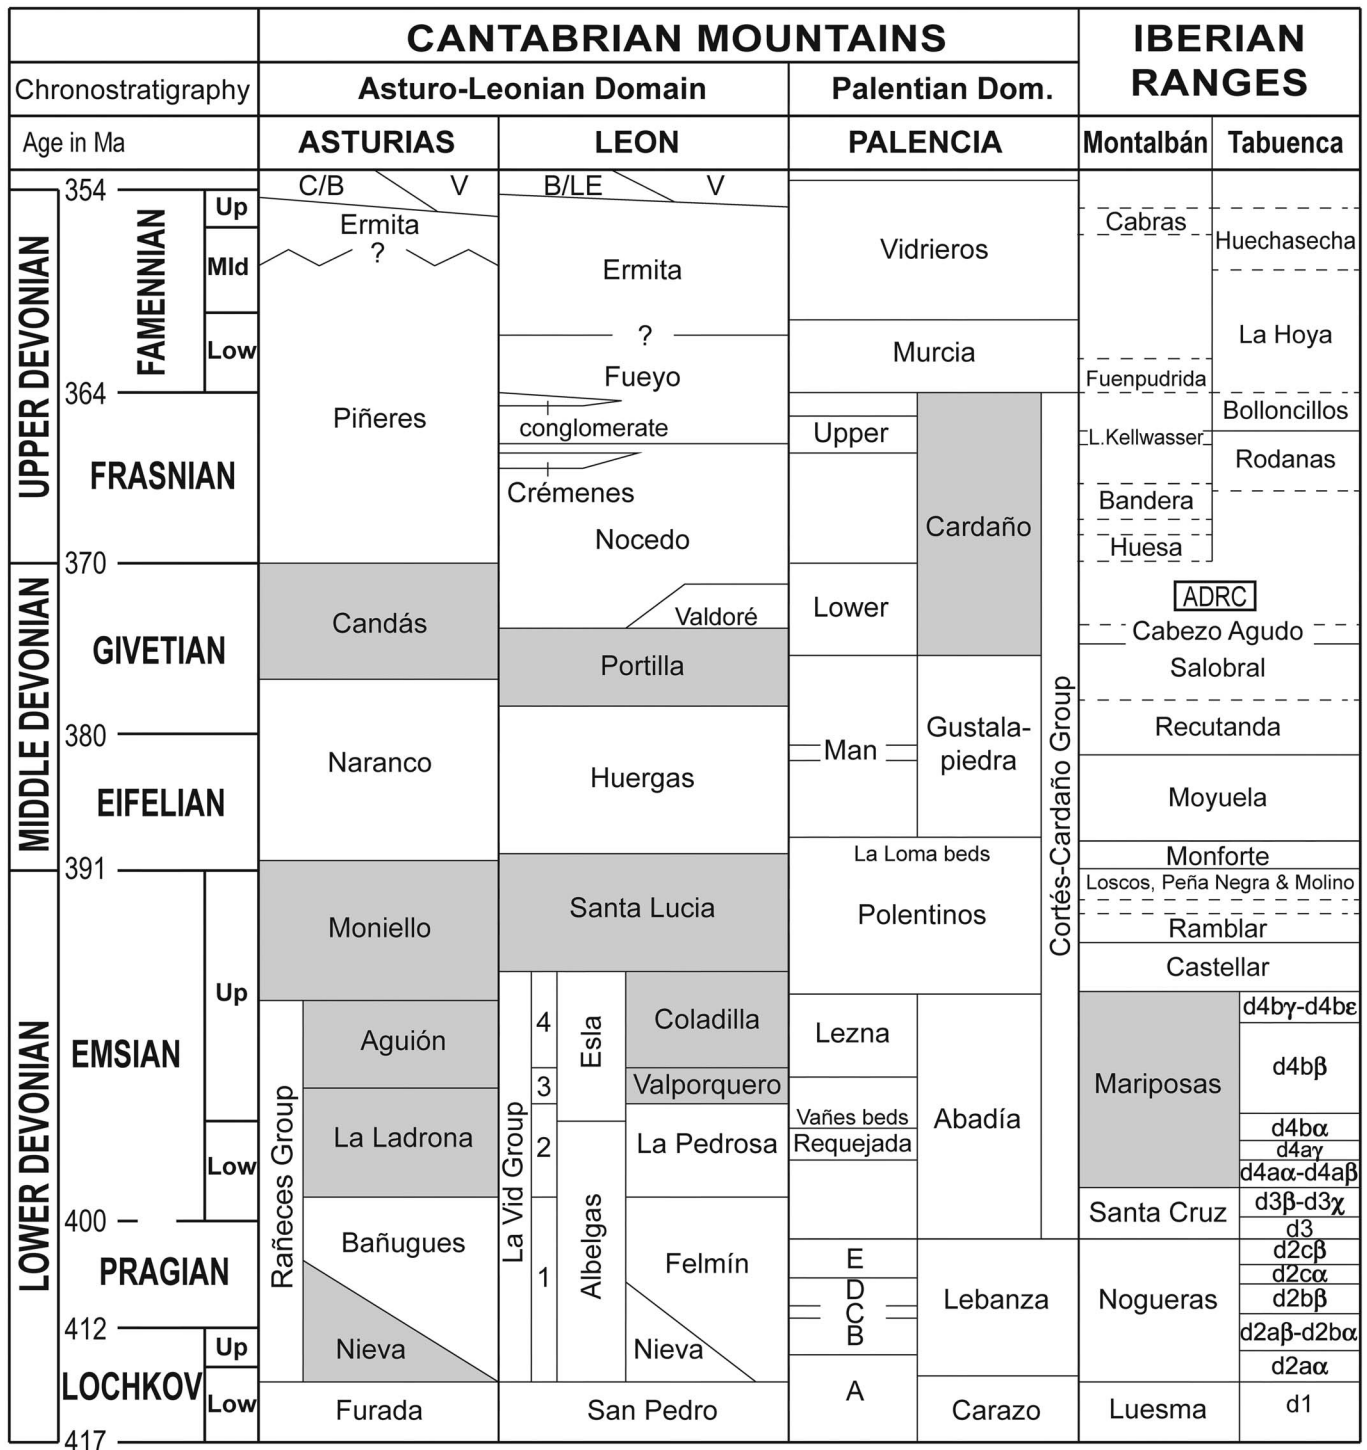 CANTABRIAN MOUNTAINS
IBERIAN
RANGES
Chronostratigraphy
Asturo-Leonian Domain
Palentian Dom.
Age in Ma
ASTURIAS
LEON
PALENCIA
Montalbán
Tabuenca
354
364
370
380
391
400
412
417
UPPER DEVONIAN
MIDDLE DEVONIAN
LOWER DEVONIAN
FAMENNIAN
Up
Mld
Low
FRASNIAN
GIVETIAN
EIFELIAN
EMSIAN
Up
Low
PRAGIAN
LOCHKOV
Up
Low
C/B
V
Ermita
?
Piñeres
Candás
Naranco
Moniello
Rañeces Group
Aguión
La Ladrona
Bañugues
Nieva
Furada
B/LE
V
Ermita
?
Fueyo
conglomerate
Crémenes
Nocedo
Valdoré
Portilla
Huergas
Santa Lucia
La Vid Group
4
3
2
1
Esla
Albelgas
Coladilla
Valporquero
La Pedrosa
Felmín
Nieva
San Pedro
Vidrieros
Murcia
Upper
Cardaño
Lower
Man
Gustala-
piedra
Cortés-Cardaño Group
La Loma beds
Polentinos
Lezna
Vañes beds
Requejada
Abadía
E
D
C
B
A
Lebanza
Carazo
Cabras
Huechasecha
La Hoya
Fuenpudrida
Bolloncillos
L.Kellwasser
Rodanas
Bandera
Huesa
ADRC
Cabezo Agudo
Salobral
Recutanda
Moyuela
Monforte
Loscos, Peña Negra & Molino
Ramblar
Castellar
Mariposas
d4bγ-d4bε
d4bβ
d4bα
d4aγ
d4aα-d4aβ
Santa Cruz
d3β-d3χ
d3
Nogueras
d2cβ
d2cα
d2bβ
d2aβ-d2bα
d2aα
Luesma
d1